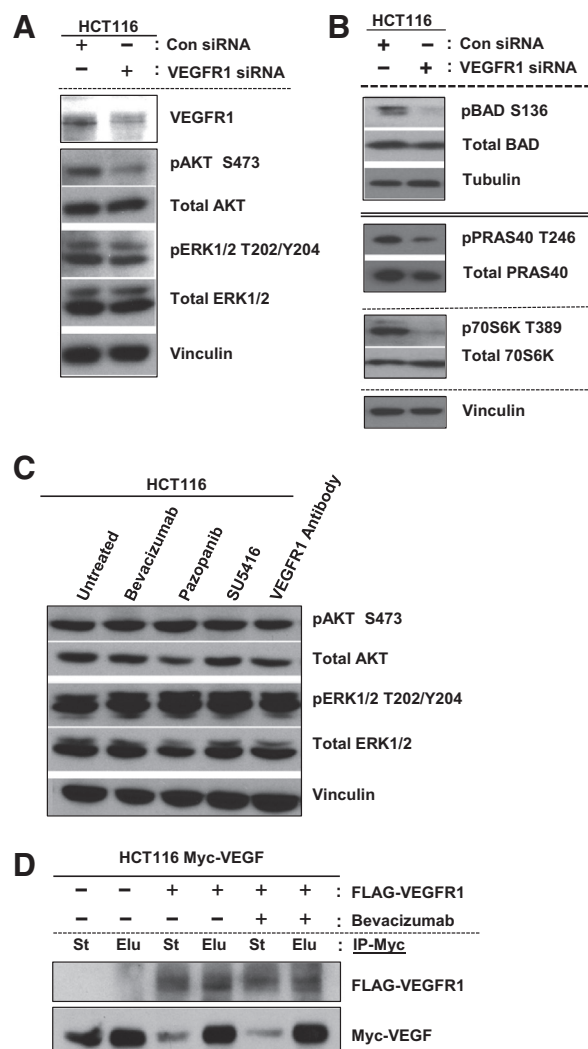 A
HCT116
+ – : Con siRNA
– + : VEGFR1 siRNA
VEGFR1
pAKT S473
Total AKT
pERK1/2 T202/Y204
Total ERK1/2
Vinculin
B
HCT116
+ – : Con siRNA
– + : VEGFR1 siRNA
pBAD S136
Total BAD
Tubulin
pPRAS40 T246
Total PRAS40
p70S6K T389
Total 70S6K
Vinculin
C
HCT116
Untreated
Bevacizumab
Pazopanib
SU5416
VEGFR1 Antibody
pAKT S473
Total AKT
pERK1/2 T202/Y204
Total ERK1/2
Vinculin
D
HCT116 Myc-VEGF
– – + + + + : FLAG-VEGFR1
– – – – + + : Bevacizumab
St Elu St Elu St Elu : IP-Myc
FLAG-VEGFR1
Myc-VEGF